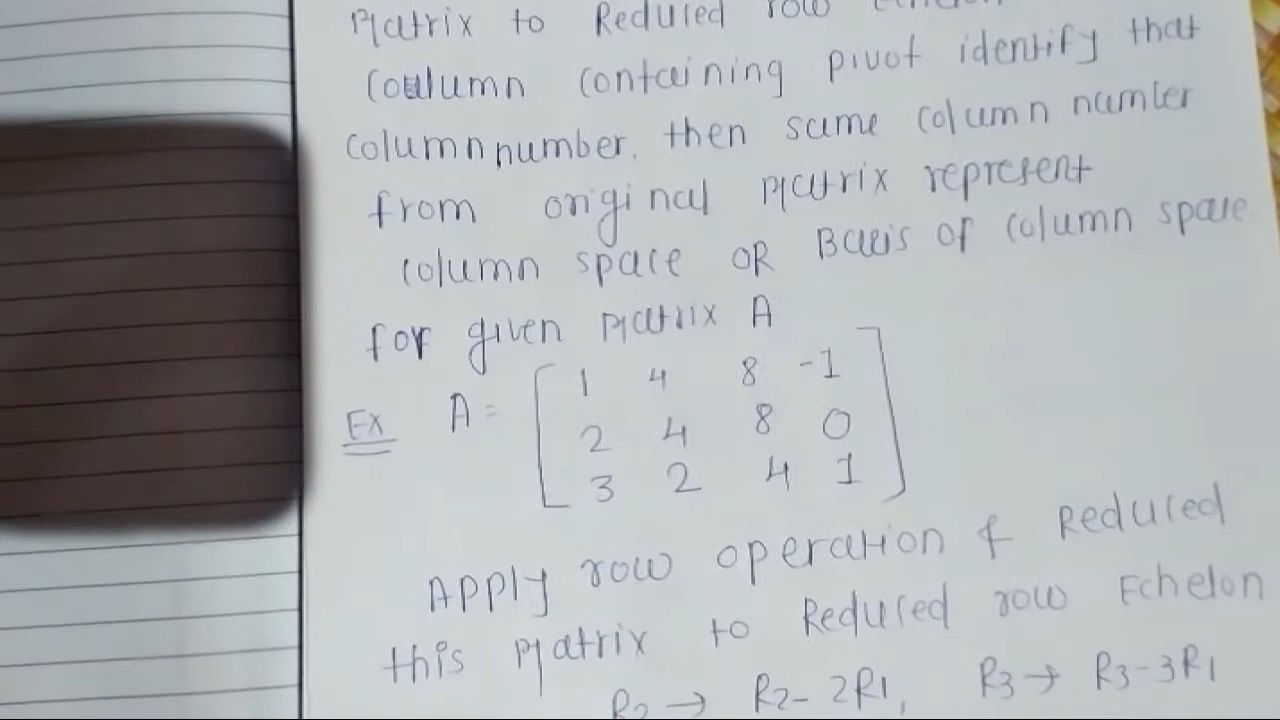 Matrix to Reduced row Echelon
Coulumn containing pivot identify that
column number. then same column number
from original Matrix represent
column space OR Basis of column space
for given Matrix A
Ex A = [ 1 4 8 -1
2 4 8 0
3 2 4 1 ]
Apply row operation & Reduced
this Matrix to Reduced row Echelon
R2 → R2 - 2R1, R3 → R3 - 3R1